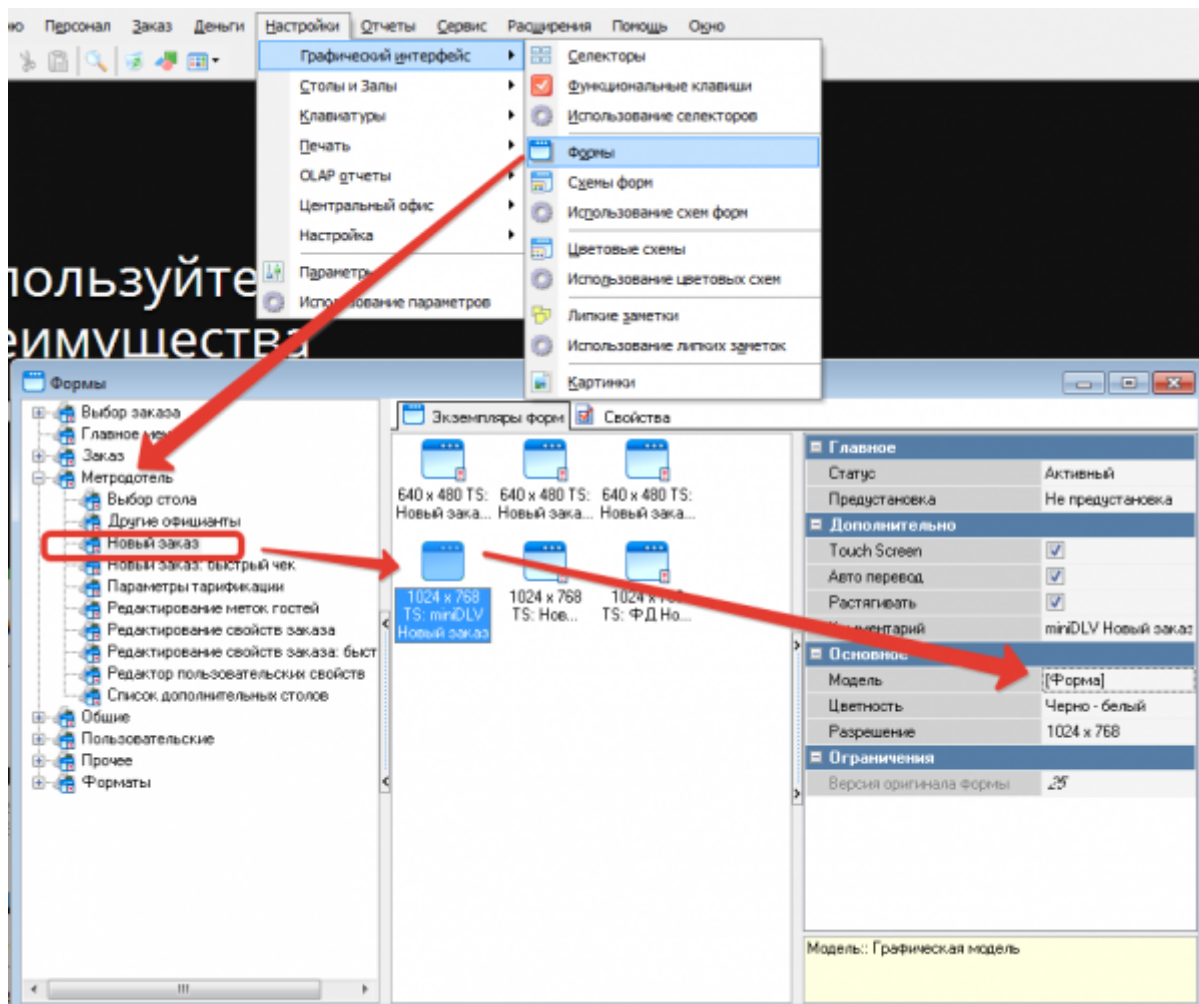 ню Персонал Заказ Деньги Настройки Отчеты Сервис Расширения Помощь Окно
Графический интерфейс
Столы и Залы
Клавиатуры
Печать
OLAP отчеты
Центральный офис
Настройка
Параметры
Использование параметров
Селекторы
Функциональные клавиши
Использование селекторов
Формы
Схемы форм
Использование схем форм
Цветовые схемы
Использование цветовых схем
Липкие заметки
Использование липких заметок
Картинки
пользуйте
еимущества
Формы
Выбор заказа
Главное мен
Заказ
Метродотель
Выбор стола
Другие официанты
Новый заказ
Новый заказ: быстрый чек
Параметры тарификации
Редактирование меток гостей
Редактирование свойств заказа
Редактирование свойств заказа: быст
Редактор пользовательских свойств
Список дополнительных столов
Общие
Пользовательские
Прочее
Форматы
Экземпляры форм Свойства
640 x 480 TS: Новый зака...
640 x 480 TS: Новый зака...
640 x 480 TS: Новый зака...
1024 x 768 TS: miniDLV Новый заказ
1024 x 768 TS: Нов...
1024 x 768 TS: ФД Но...
Главное
Статус Активный
Предустановка Не предустановка
Дополнительно
Touch Screen
Авто перевод
Растягивать
Комментарий miniDLV Новый заказ
Основное
Модель [Форма]
Цветность Черно - белый
Разрешение 1024 x 768
Ограничения
Версия оригинала формы 25
Модель:: Графическая модель